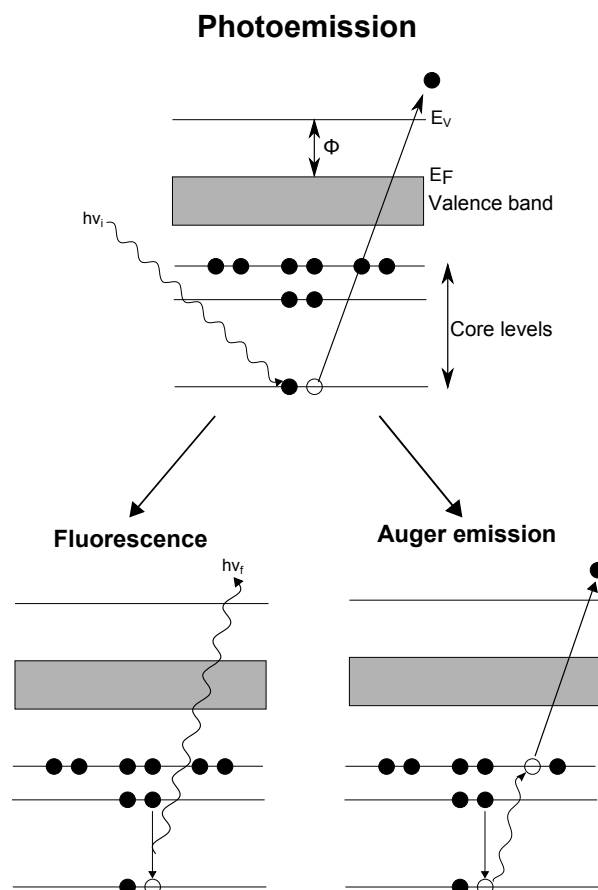 Photoemission
E_V
Φ
E_F
Valence band
hν_i
Core levels
Fluorescence
Auger emission
hν_f